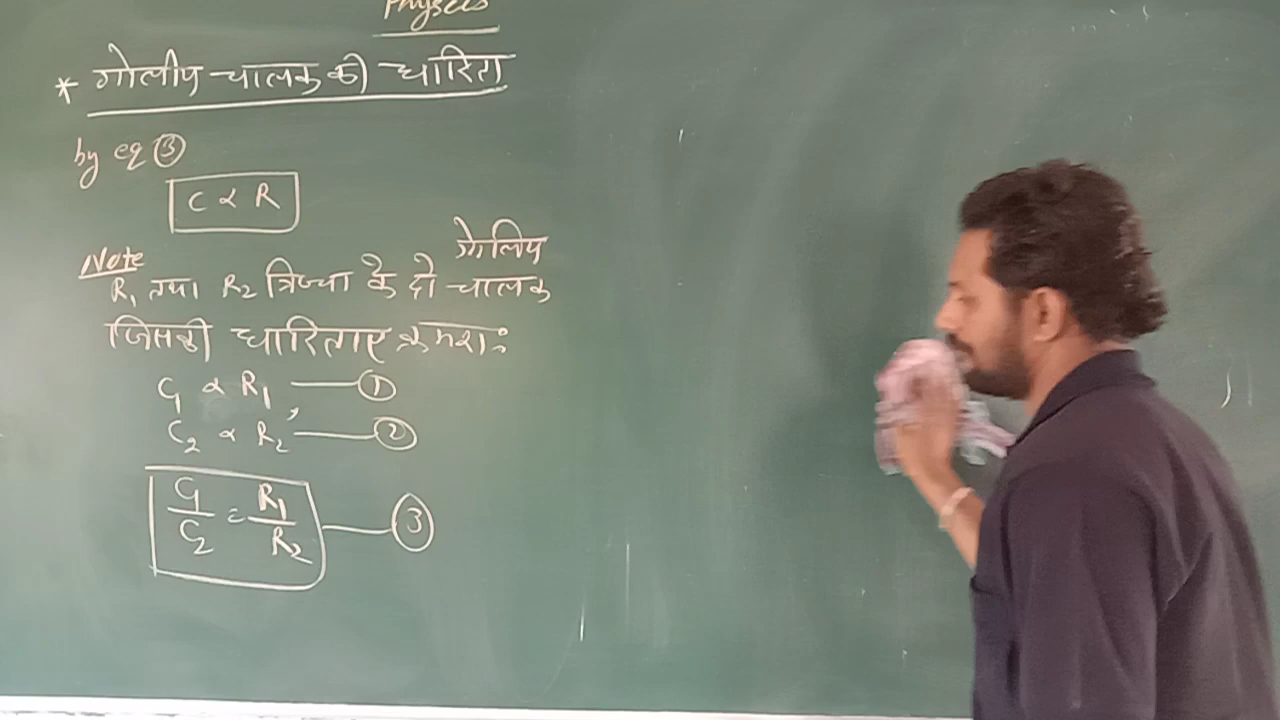 Physics
* गोलीय चालक की धारिता
by eq ③
C ∝ R
Note
गोलिय
R₁ तथा R₂ त्रिज्या के दो चालक
जिसकी धारिताए क्रमशः
C₁ ∝ R₁ —— ①
C₂ ∝ R₂ —— ②
C₁/C₂ = R₁/R₂ —— ③